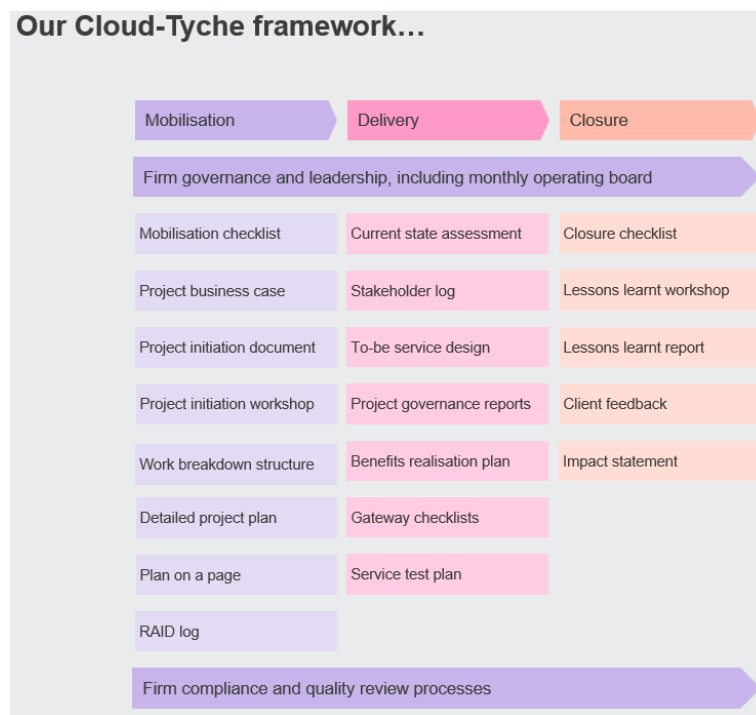 Our Cloud-Tyche framework…
Mobilisation
Delivery
Closure
Firm governance and leadership, including monthly operating board
Mobilisation checklist
Current state assessment
Closure checklist
Project business case
Stakeholder log
Lessons learnt workshop
Project initiation document
To-be service design
Lessons learnt report
Project initiation workshop
Project governance reports
Client feedback
Work breakdown structure
Benefits realisation plan
Impact statement
Detailed project plan
Gateway checklists
Plan on a page
Service test plan
RAID log
Firm compliance and quality review processes